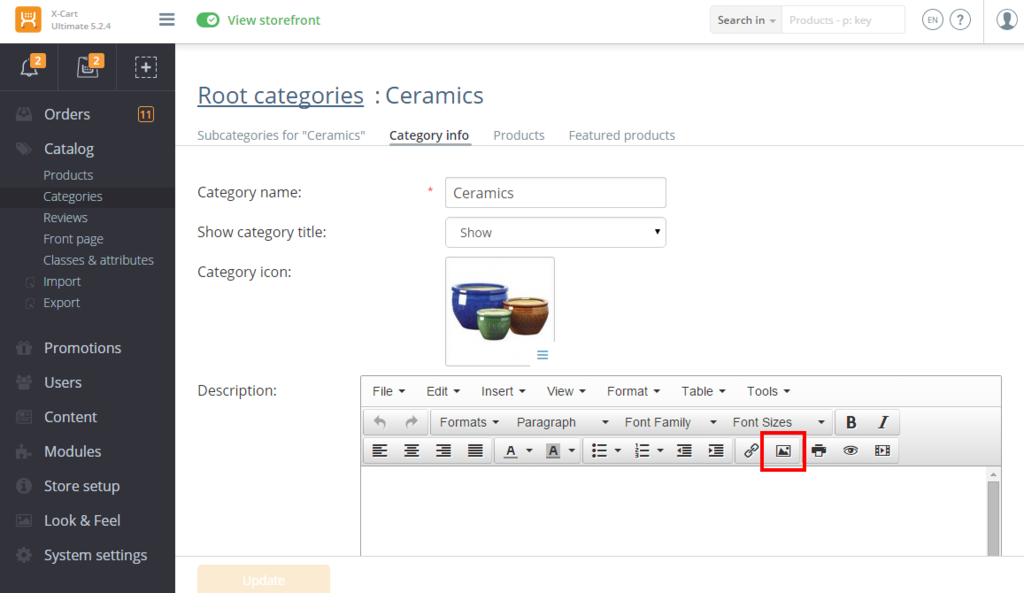 X-Cart
Ultimate 5.2.4
View storefront
Search in Products - p: key
EN ?
2 2
Root categories : Ceramics
Orders 11
Subcategories for "Ceramics" Category info Products Featured products
Catalog
Products
Categories
Reviews
Front page
Classes & attributes
Import
Export
Promotions
Users
Content
Modules
Store setup
Look & Feel
System settings
Category name: * Ceramics
Show category title: Show
Category icon:
Description:
File Edit Insert View Format Table Tools
Formats Paragraph Font Family Font Sizes B I
A A
Update